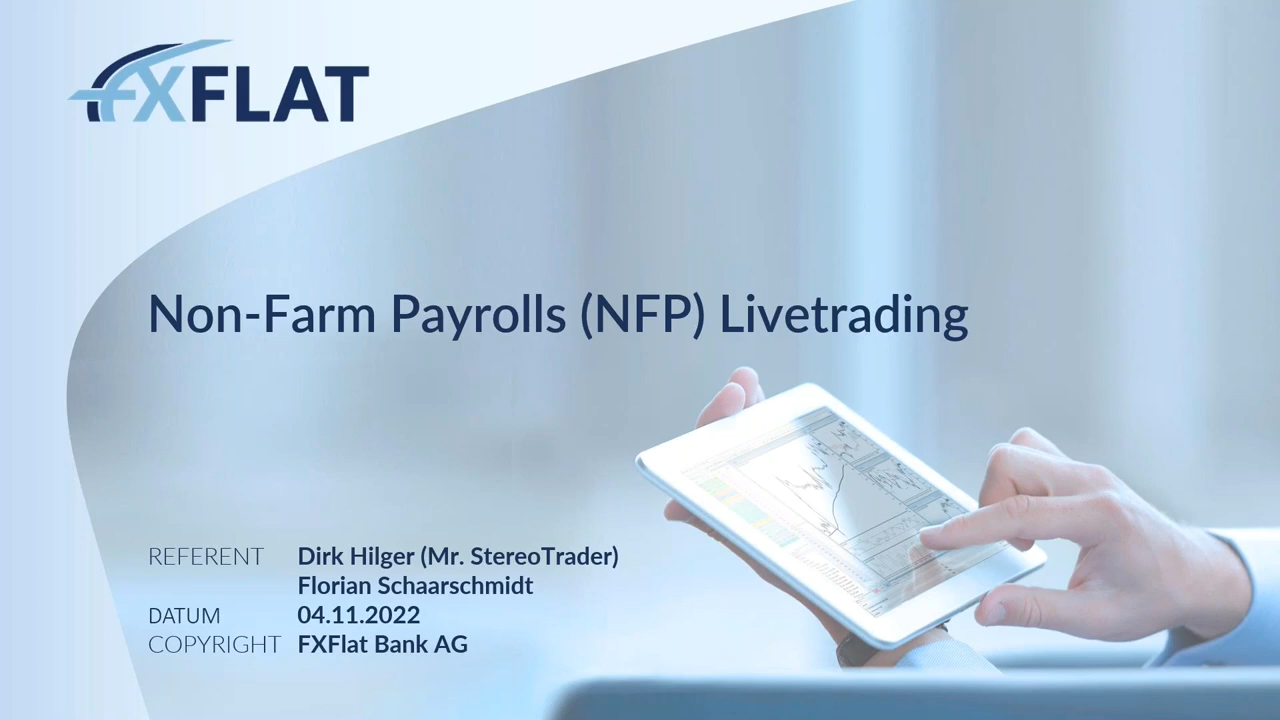 FXFLAT
Non-Farm Payrolls (NFP) Livetrading
REFERENT Dirk Hilger (Mr. StereoTrader)
Florian Schaarschmidt
DATUM 04.11.2022
COPYRIGHT FXFlat Bank AG